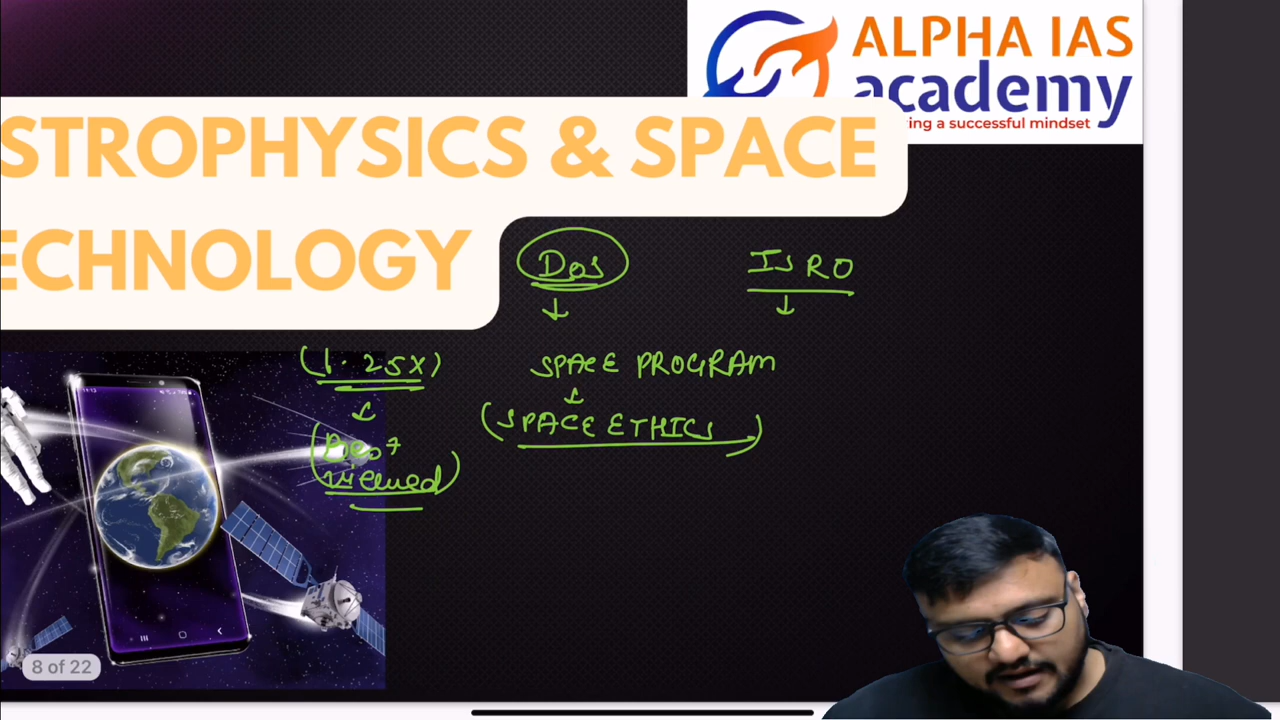 ALPHA IAS
academy
ing a successful mindset
STROPHYSICS & SPACE
ECHNOLOGY
DOS
ISRO
(1.25X)
SPACE PROGRAM
(SPACE ETHICS)
(Best
viewed)
8 of 22